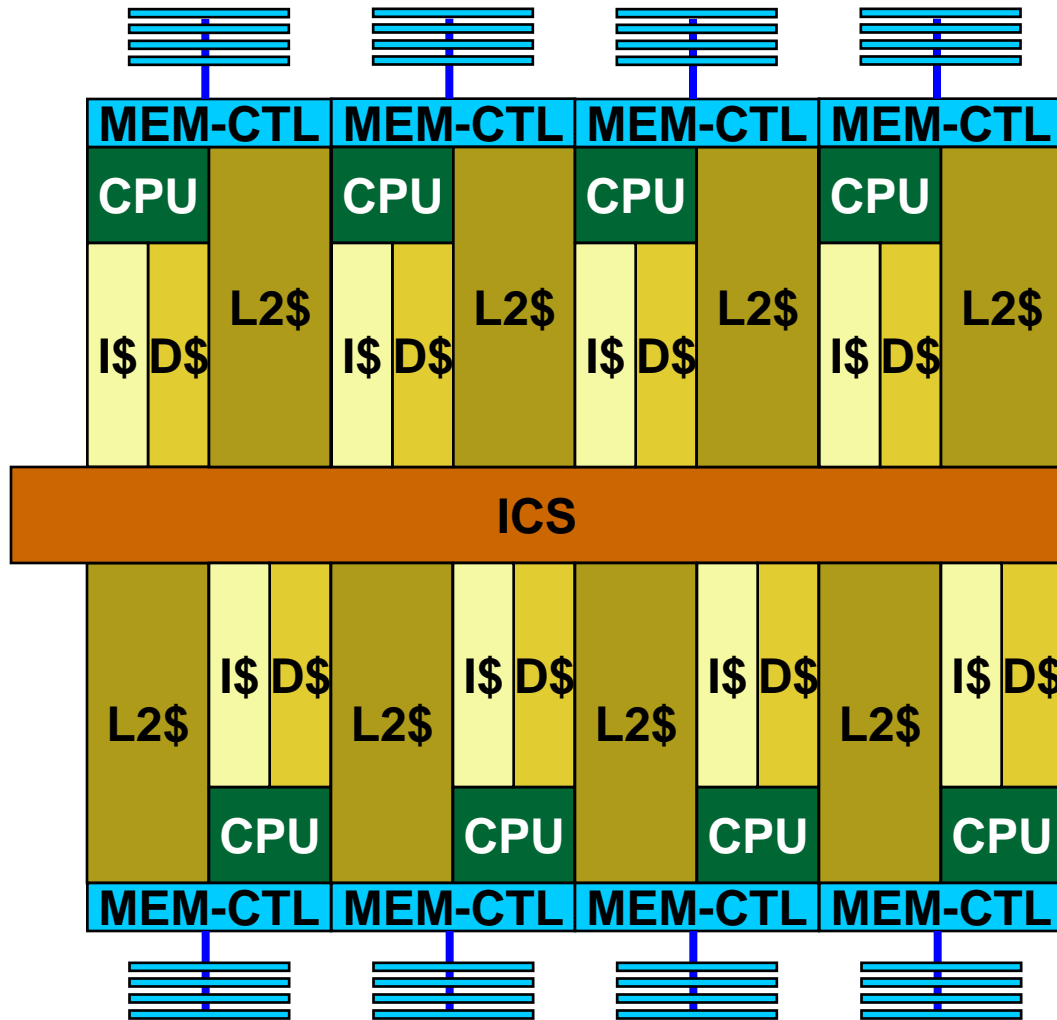 MEM-CTL MEM-CTL MEM-CTL MEM-CTL
CPU CPU CPU CPU
L2$ L2$ L2$ L2$
I$ D$ I$ D$ I$ D$ I$ D$
ICS
I$ D$ I$ D$ I$ D$ I$ D$
L2$ L2$ L2$ L2$
CPU CPU CPU CPU
MEM-CTL MEM-CTL MEM-CTL MEM-CTL